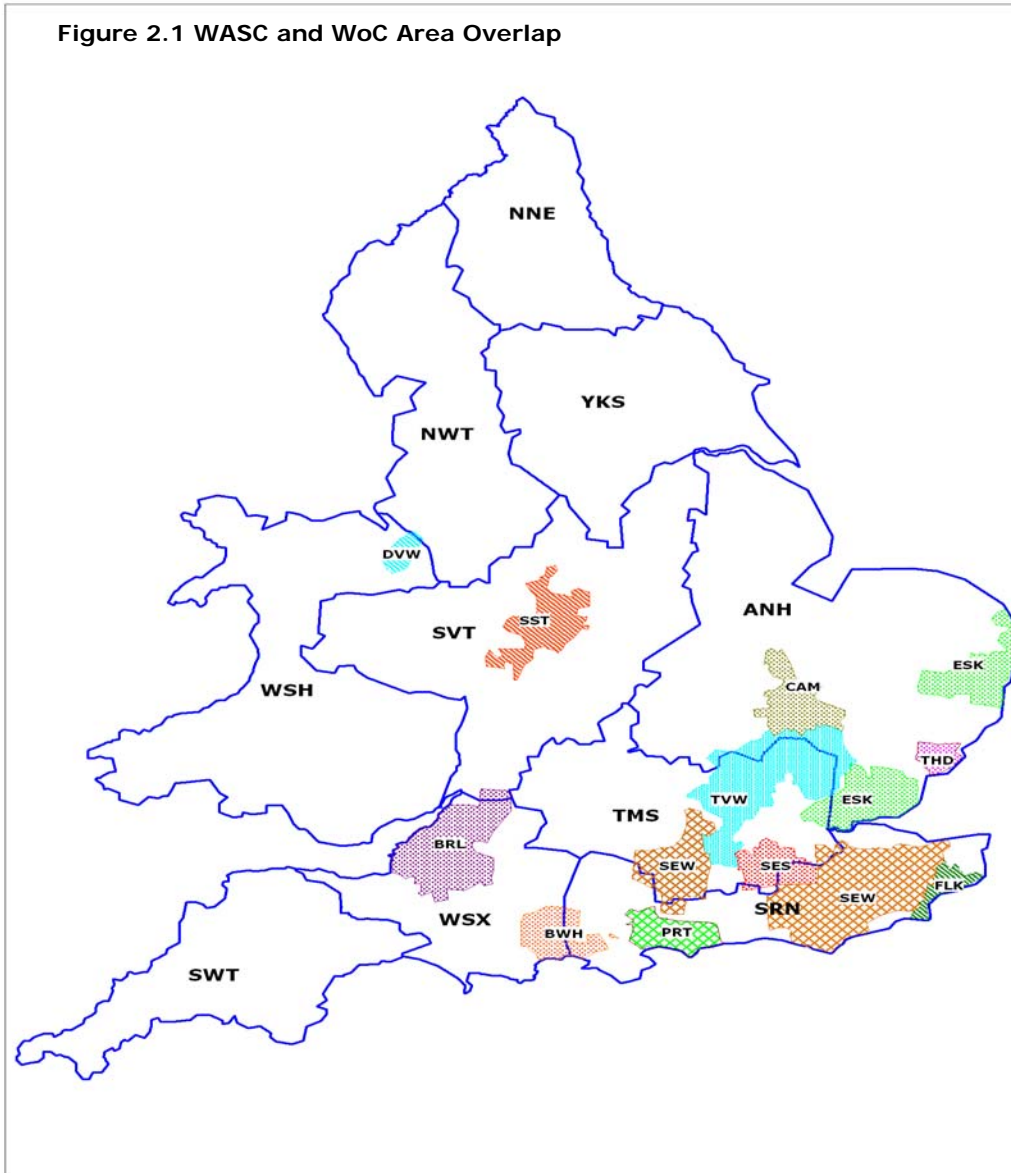 Figure 2.1 WASC and WoC Area Overlap
NNE
YKS
NWT
DVW
ANH
SST
SVT
ESK
CAM
WSH
THD
TVW
ESK
TMS
BRL
SEW
SES
FLK
SEW
SRN
WSX
BWH
PRT
SWT